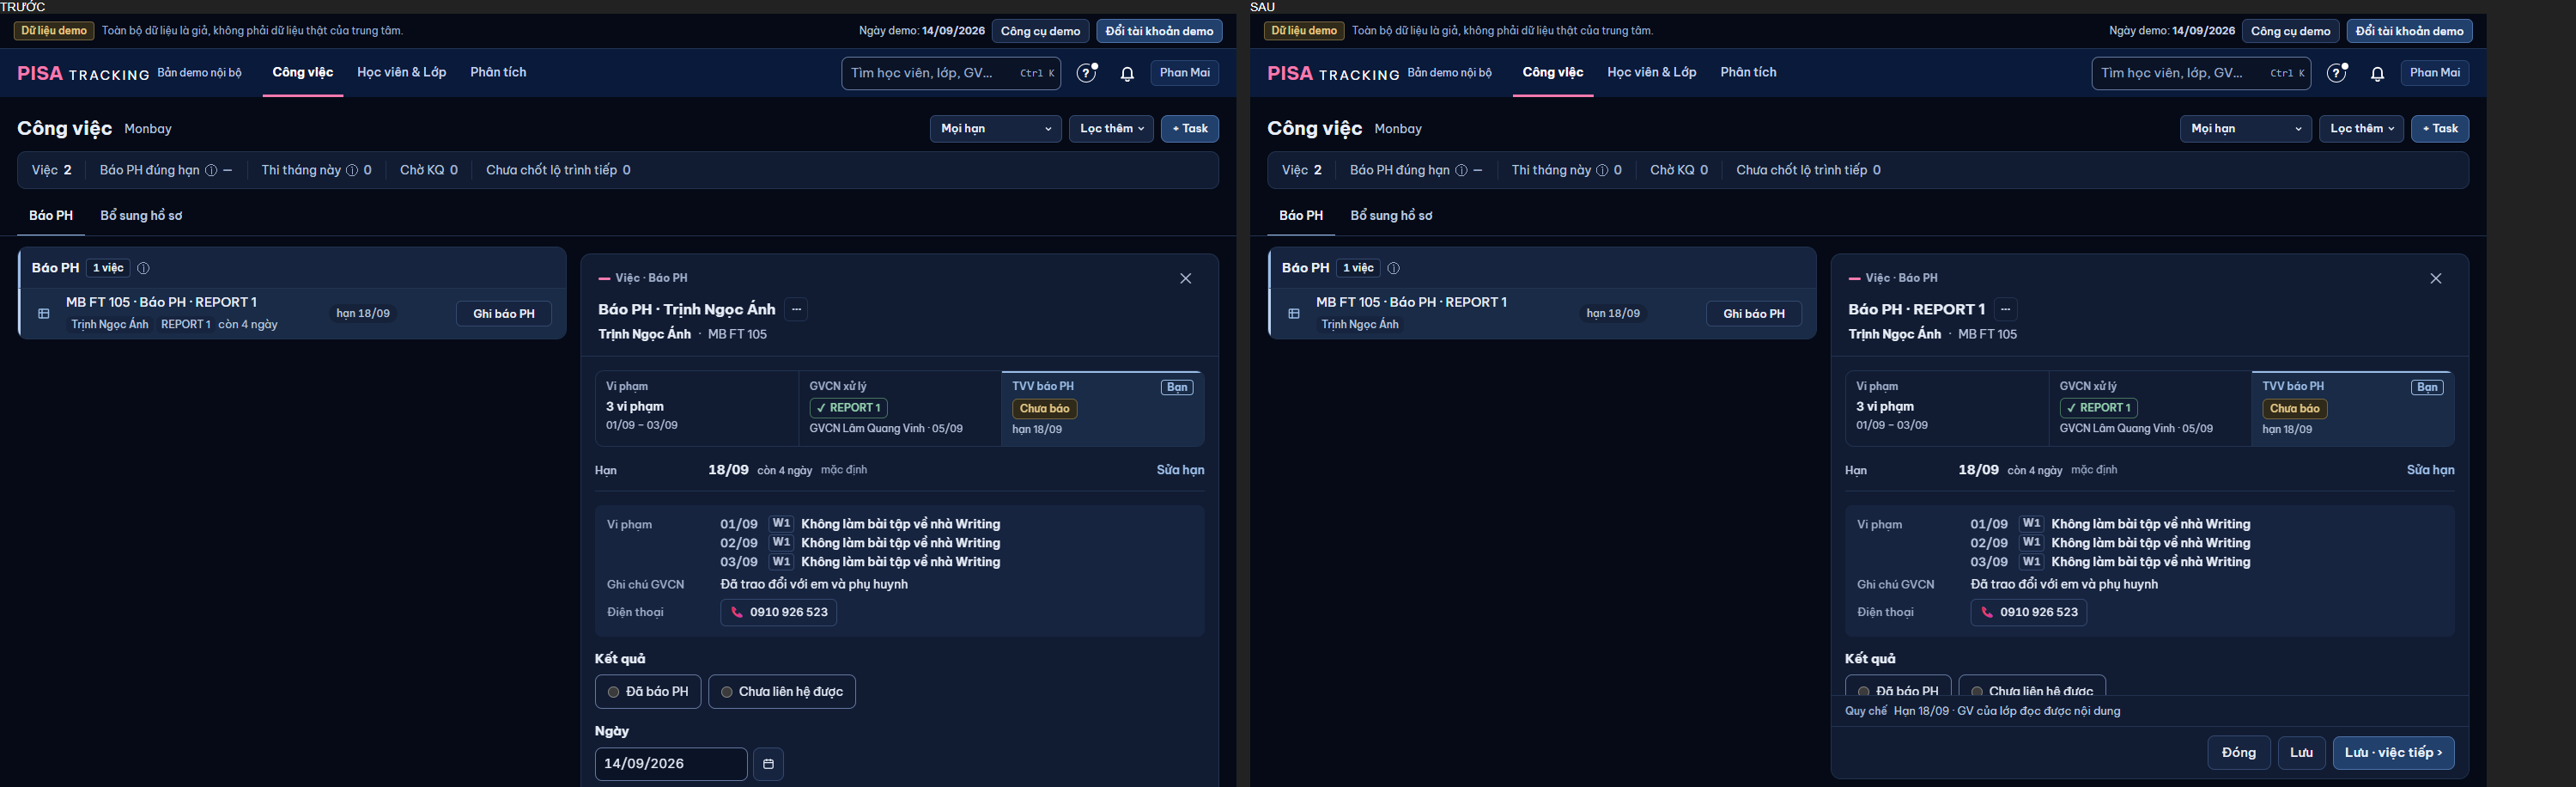 TRƯỚC
Dữ liệu demo Toàn bộ dữ liệu là giả, không phải dữ liệu thật của trung tâm. Ngày demo: 14/09/2026 Công cụ demo Đổi tài khoản demo
PISA TRACKING Bản demo nội bộ Công việc Học viên & Lớp Phân tích Tìm học viên, lớp, GV... Ctrl K ? Phan Mai
Công việc Monbay Mọi hạn Lọc thêm + Task
Việc 2 Báo PH đúng hạn ⓘ — Thi tháng này ⓘ 0 Chờ KQ 0 Chưa chốt lộ trình tiếp 0
Báo PH Bổ sung hồ sơ
Báo PH 1 việc ⓘ
MB FT 105 · Báo PH · REPORT 1 hạn 18/09 Ghi báo PH
Trịnh Ngọc Ánh REPORT 1 còn 4 ngày
Việc · Báo PH
Báo PH · Trịnh Ngọc Ánh ...
Trịnh Ngọc Ánh · MB FT 105
Vi phạm GVCN xử lý TVV báo PH Bạn
3 vi phạm ✓ REPORT 1 Chưa báo
01/09 – 03/09 GVCN Lâm Quang Vinh · 05/09 hạn 18/09
Hạn 18/09 còn 4 ngày mặc định Sửa hạn
Vi phạm 01/09 W1 Không làm bài tập về nhà Writing
02/09 W1 Không làm bài tập về nhà Writing
03/09 W1 Không làm bài tập về nhà Writing
Ghi chú GVCN Đã trao đổi với em và phụ huynh
Điện thoại 0910 926 523
Kết quả
Đã báo PH Chưa liên hệ được
Ngày
14/09/2026
SAU
Dữ liệu demo Toàn bộ dữ liệu là giả, không phải dữ liệu thật của trung tâm. Ngày demo: 14/09/2026 Công cụ demo Đổi tài khoản demo
PISA TRACKING Bản demo nội bộ Công việc Học viên & Lớp Phân tích Tìm học viên, lớp, GV... Ctrl K ? Phan Mai
Công việc Monbay Mọi hạn Lọc thêm + Task
Việc 2 Báo PH đúng hạn ⓘ — Thi tháng này ⓘ 0 Chờ KQ 0 Chưa chốt lộ trình tiếp 0
Báo PH Bổ sung hồ sơ
Báo PH 1 việc ⓘ
MB FT 105 · Báo PH · REPORT 1 hạn 18/09 Ghi báo PH
Trịnh Ngọc Ánh
Việc · Báo PH
Báo PH · REPORT 1 ...
Trịnh Ngọc Ánh · MB FT 105
Vi phạm GVCN xử lý TVV báo PH Bạn
3 vi phạm ✓ REPORT 1 Chưa báo
01/09 – 03/09 GVCN Lâm Quang Vinh · 05/09 hạn 18/09
Hạn 18/09 còn 4 ngày mặc định Sửa hạn
Vi phạm 01/09 W1 Không làm bài tập về nhà Writing
02/09 W1 Không làm bài tập về nhà Writing
03/09 W1 Không làm bài tập về nhà Writing
Ghi chú GVCN Đã trao đổi với em và phụ huynh
Điện thoại 0910 926 523
Kết quả
Đã báo PH Chưa liên hệ được
Quy chế Hạn 18/09 · GV của lớp đọc được nội dung
Đóng Lưu Lưu · việc tiếp ›